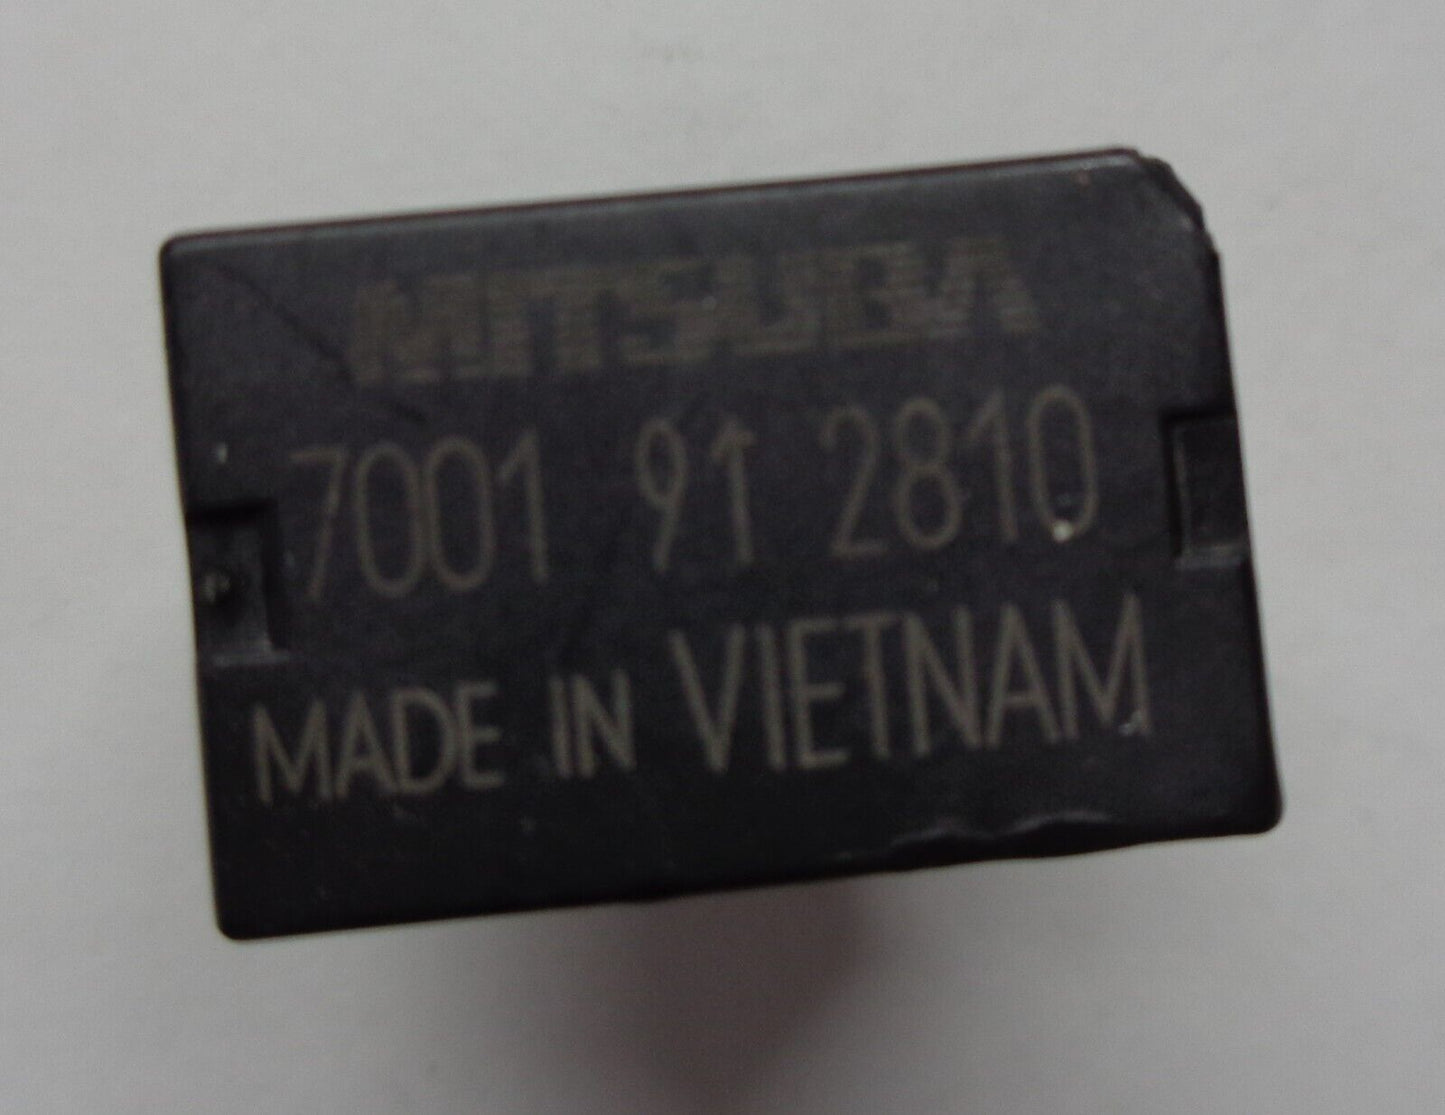 MITSUBA
7001 91 2810
MADE IN VIETNAM